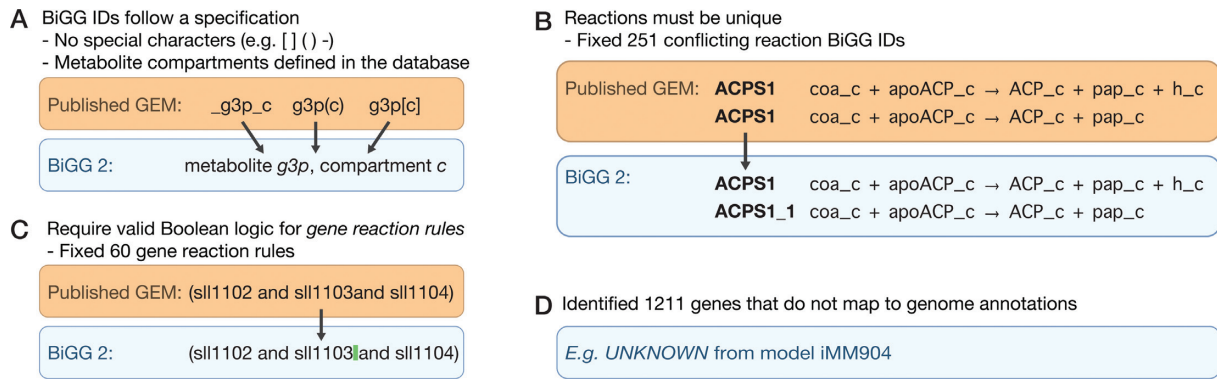 A BiGG IDs follow a specification
- No special characters (e.g. [ ] ( ) -)
- Metabolite compartments defined in the database
Published GEM: _g3p_c g3p(c) g3p[c]
BiGG 2: metabolite g3p, compartment c
B Reactions must be unique
- Fixed 251 conflicting reaction BiGG IDs
Published GEM: ACPS1 coa_c + apoACP_c → ACP_c + pap_c + h_c
ACPS1 coa_c + apoACP_c → ACP_c + pap_c
BiGG 2: ACPS1 coa_c + apoACP_c → ACP_c + pap_c + h_c
ACPS1_1 coa_c + apoACP_c → ACP_c + pap_c
C Require valid Boolean logic for gene reaction rules
- Fixed 60 gene reaction rules
Published GEM: (sll1102 and sll1103and sll1104)
BiGG 2: (sll1102 and sll1103 and sll1104)
D Identified 1211 genes that do not map to genome annotations
E.g. UNKNOWN from model iMM904